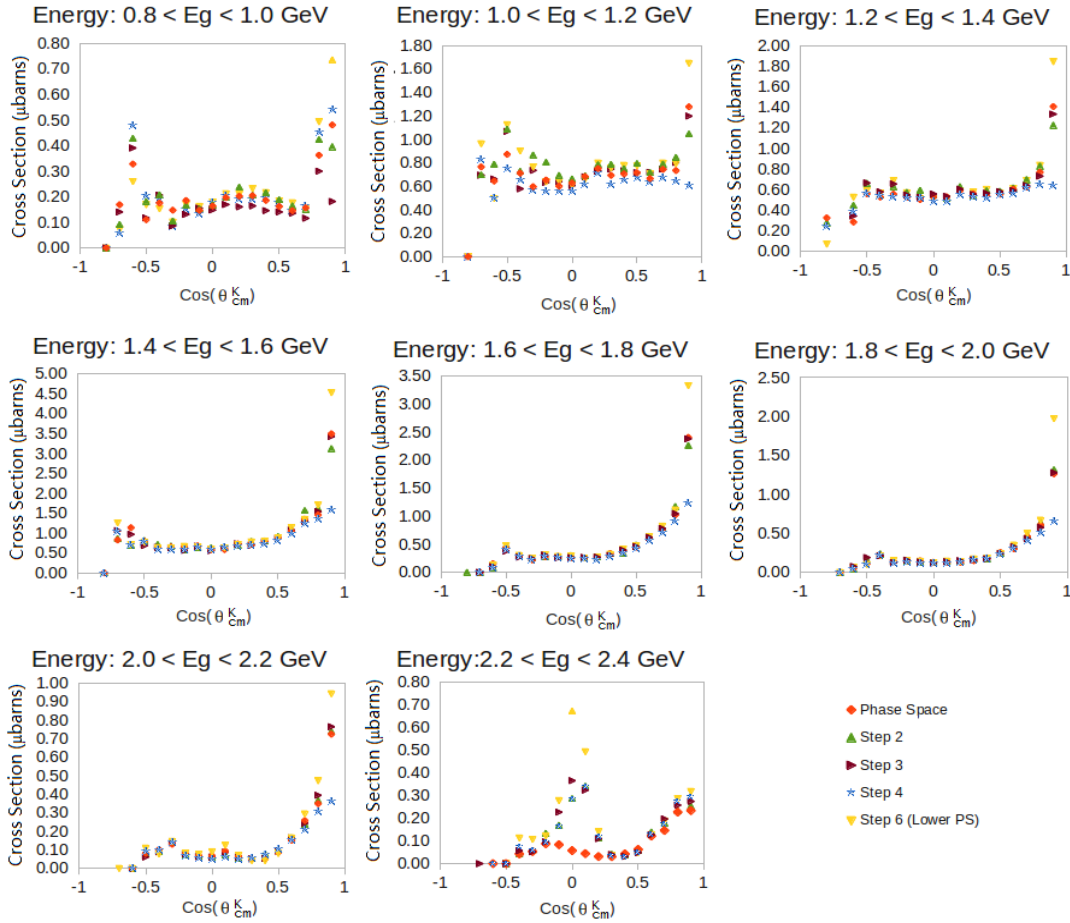 Energy: 0.8 < Eg < 1.0 GeV
Cross Section (μbarns)
0.80
0.70
0.60
0.50
0.40
0.30
0.20
0.10
0.00
-1 -0.5 0 0.5 1
Cos( θ K cm)
Energy: 1.0 < Eg < 1.2 GeV
Cross Section (μbarns)
1.80
1.60
1.40
1.20
1.00
0.80
0.60
0.40
0.20
0.00
-1 -0.5 0 0.5 1
Cos( θ K cm)
Energy: 1.2 < Eg < 1.4 GeV
Cross Section (μbarns)
2.00
1.80
1.60
1.40
1.20
1.00
0.80
0.60
0.40
0.20
0.00
-1 -0.5 0 0.5 1
Cos( θ K cm)
Energy: 1.4 < Eg < 1.6 GeV
Cross Section (μbarns)
5.00
4.50
4.00
3.50
3.00
2.50
2.00
1.50
1.00
0.50
0.00
-1 -0.5 0 0.5 1
Cos( θ K cm)
Energy: 1.6 < Eg < 1.8 GeV
Cross Section (μbarns)
3.50
3.00
2.50
2.00
1.50
1.00
0.50
0.00
-1 -0.5 0 0.5 1
Cos( θ K cm)
Energy: 1.8 < Eg < 2.0 GeV
Cross Section (μbarns)
2.50
2.00
1.50
1.00
0.50
0.00
-1 -0.5 0 0.5 1
Cos( θ K cm)
Energy: 2.0 < Eg < 2.2 GeV
Cross Section (μbarns)
1.00
0.90
0.80
0.70
0.60
0.50
0.40
0.30
0.20
0.10
0.00
-1 -0.5 0 0.5 1
Cos( θ K cm)
Energy:2.2 < Eg < 2.4 GeV
Cross Section (μbarns)
0.80
0.70
0.60
0.50
0.40
0.30
0.20
0.10
0.00
-1 -0.5 0 0.5 1
Cos( θ K cm)
Phase Space
Step 2
Step 3
Step 4
Step 6 (Lower PS)